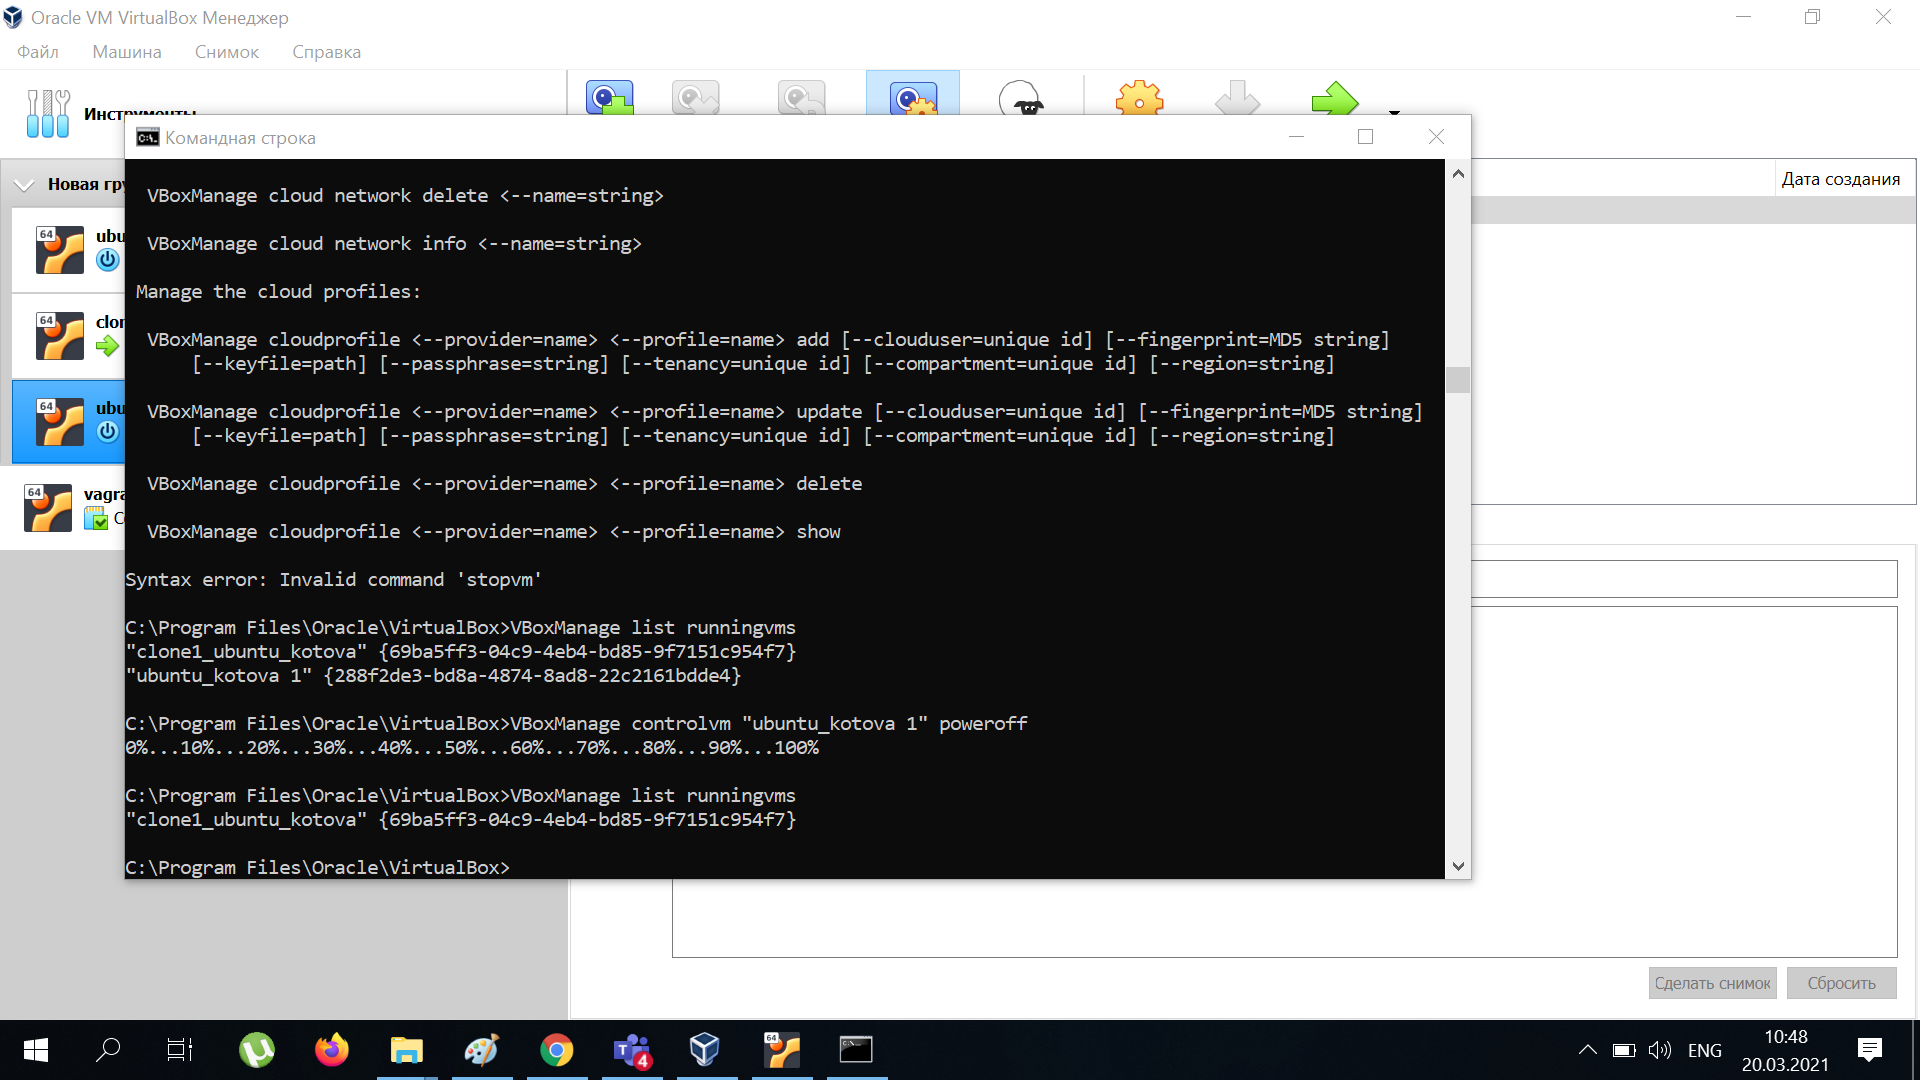 Oracle VM VirtualBox Менеджер
Файл Машина Снимок Справка
Инструменты
Командная строка
Новая гру
Дата создания
64
ubu
64
clon
64
ubu
64
vagra
С
VBoxManage cloud network delete <--name=string>
VBoxManage cloud network info <--name=string>
Manage the cloud profiles:
VBoxManage cloudprofile <--provider=name> <--profile=name> add [--clouduser=unique id] [--fingerprint=MD5 string]
[--keyfile=path] [--passphrase=string] [--tenancy=unique id] [--compartment=unique id] [--region=string]
VBoxManage cloudprofile <--provider=name> <--profile=name> update [--clouduser=unique id] [--fingerprint=MD5 string]
[--keyfile=path] [--passphrase=string] [--tenancy=unique id] [--compartment=unique id] [--region=string]
VBoxManage cloudprofile <--provider=name> <--profile=name> delete
VBoxManage cloudprofile <--provider=name> <--profile=name> show
Syntax error: Invalid command 'stopvm'
C:\Program Files\Oracle\VirtualBox>VBoxManage list runningvms
"clone1_ubuntu_kotova" {69ba5ff3-04c9-4eb4-bd85-9f7151c954f7}
"ubuntu_kotova 1" {288f2de3-bd8a-4874-8ad8-22c2161bdde4}
C:\Program Files\Oracle\VirtualBox>VBoxManage controlvm "ubuntu_kotova 1" poweroff
0%...10%...20%...30%...40%...50%...60%...70%...80%...90%...100%
C:\Program Files\Oracle\VirtualBox>VBoxManage list runningvms
"clone1_ubuntu_kotova" {69ba5ff3-04c9-4eb4-bd85-9f7151c954f7}
C:\Program Files\Oracle\VirtualBox>
Сделать снимок Сбросить
4
64
ENG
10:48
20.03.2021